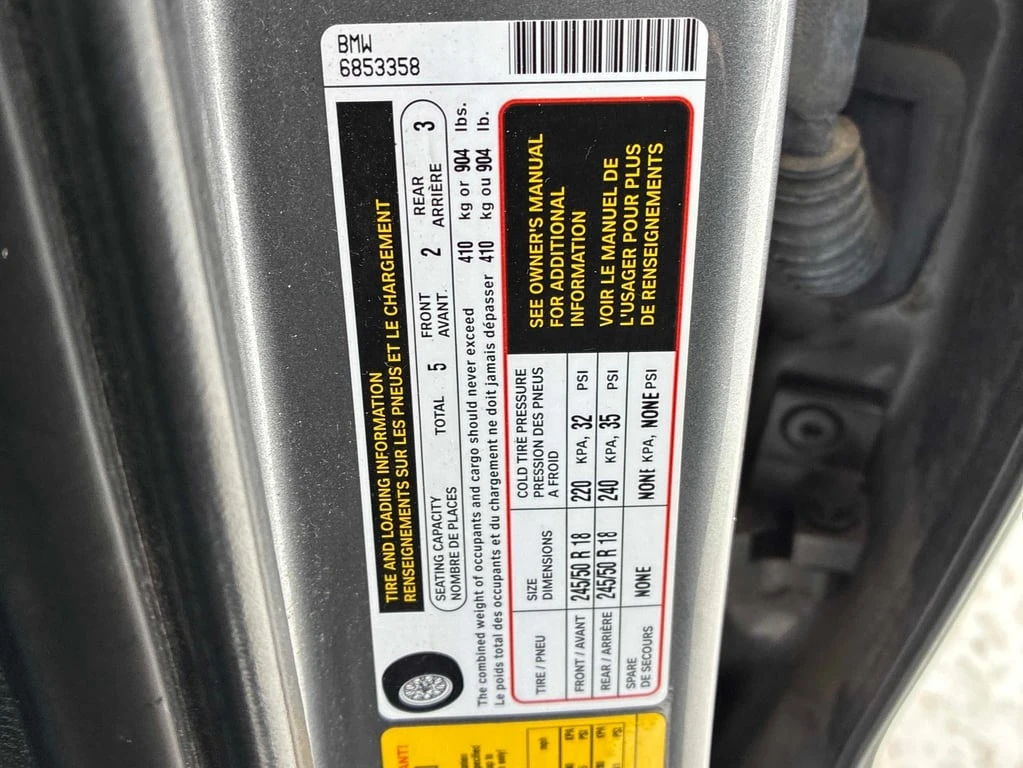 BMW
6853358
TIRE AND LOADING INFORMATION
RENSEIGNEMENTS SUR LES PNEUS ET LE CHARGEMENT
SEATING CAPACITY TOTAL 5 FRONT 2 REAR 3
NOMBRE DE PLACES AVANT ARRIÈRE
The combined weight of occupants and cargo should never exceed 410 kg or 904 lbs.
Le poids total des occupants et du chargement ne doit jamais dépasser 410 kg ou 904 lb.
TIRE / PNEU
SIZE
DIMENSIONS
COLD TIRE PRESSURE
PRESSION DES PNEUS
A FROID
FRONT / AVANT 245/50 R 18 220 KPA, 32 PSI
REAR / ARRIÈRE 245/50 R 18 240 KPA, 35 PSI
SPARE
DE SECOURS NONE NONE KPA, NONE PSI
SEE OWNER'S MANUAL
FOR ADDITIONAL
INFORMATION
VOIR LE MANUEL DE
L'USAGER POUR PLUS
DE RENSEIGNEMENTS